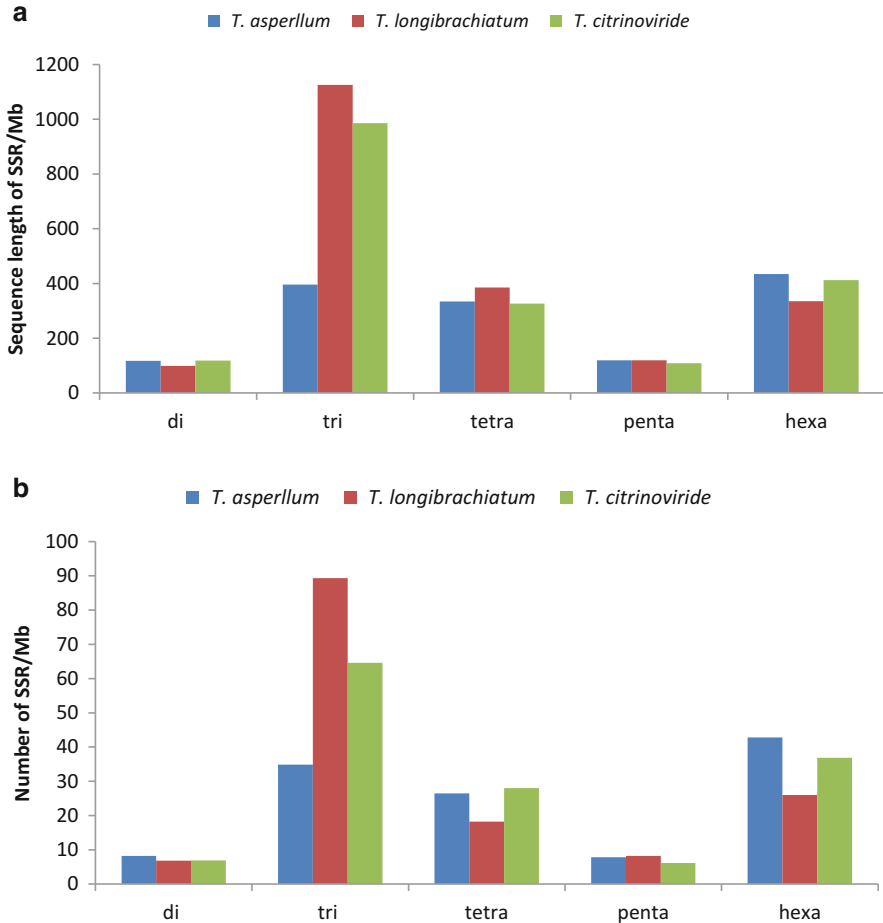 a
T. asperllum T. longibrachiatum T. citrinoviride
Sequence length of SSR/Mb
1200
1000
800
600
400
200
0
di tri tetra penta hexa
b
T. asperllum T. longibrachiatum T. citrinoviride
Number of SSR/Mb
100
90
80
70
60
50
40
30
20
10
0
di tri tetra penta hexa